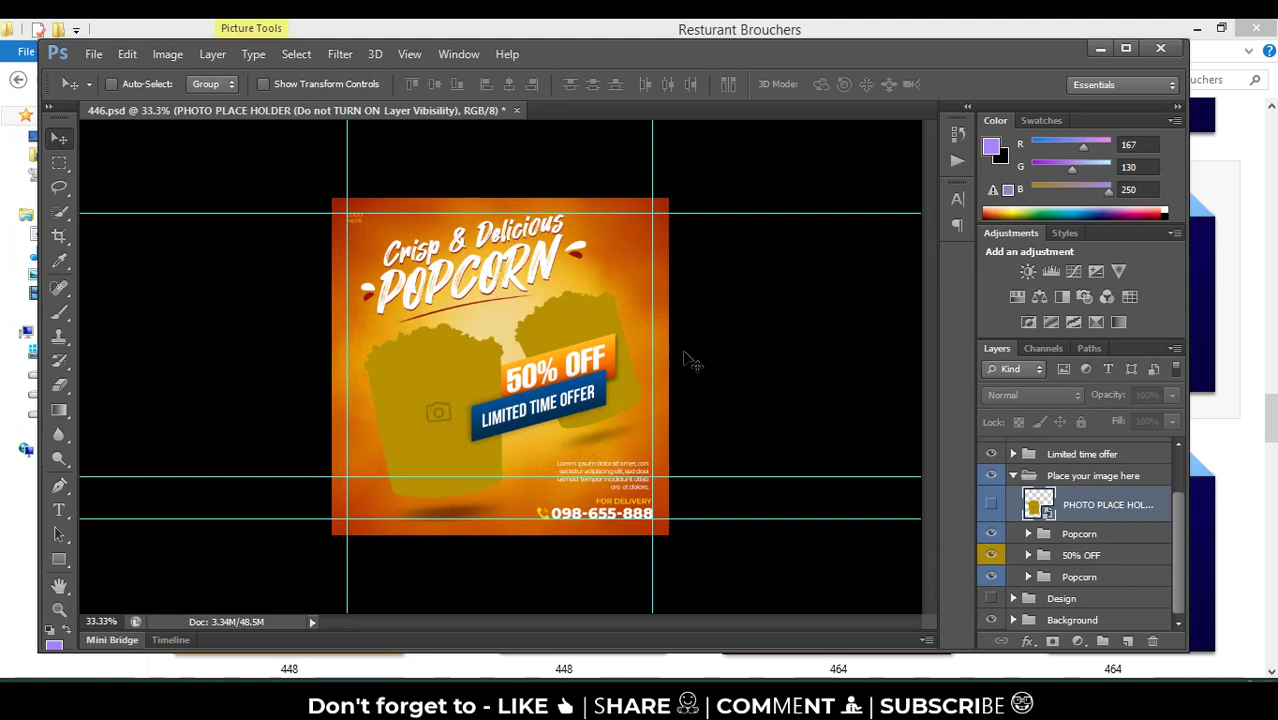 Picture Tools
Resturant Brouchers
File
Ps File Edit Image Layer Type Select Filter 3D View Window Help
Auto-Select: Group Show Transform Controls 3D Mode: Essentials
446.psd @ 33.3% (PHOTO PLACE HOLDER (Do not TURN ON Layer Vibisility), RGB/8) * ×
Color Swatches
R 167
G 130
B 250
Adjustments Styles
Add an adjustment
Layers Channels Paths
Kind
Normal Opacity: 100%
Lock: Fill: 100%
Limited time offer
Place your image here
PHOTO PLACE HOL...
Popcorn
50% OFF
Popcorn
Design
Background
Crisp & Delicious
POPCORN
50% OFF
LIMITED TIME OFFER
Lorem ipsum dolor sit amet, con
sectetur adipiscing elit, sed doei
usmod tempor incididunt utlab
ore et dolore.
FOR DELIVERY
098-655-888
33.33% Doc: 3.34M/48.5M
Mini Bridge Timeline
448 448 464 464
Don't forget to - LIKE | SHARE | COMMENT | SUBSCRIBE